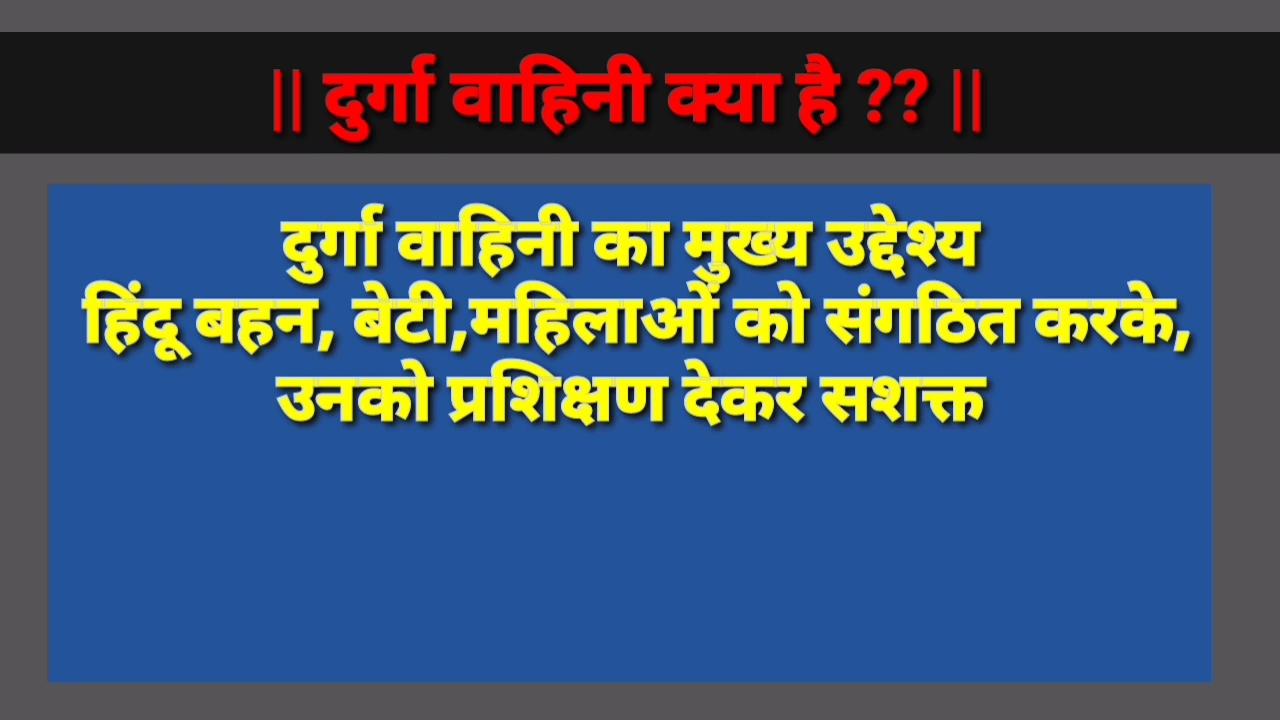 || दुर्गा वाहिनी क्या है ?? ||
दुर्गा वाहिनी का मुख्य उद्देश्य
हिंदू बहन, बेटी,महिलाओं को संगठित करके,
उनको प्रशिक्षण देकर सशक्त